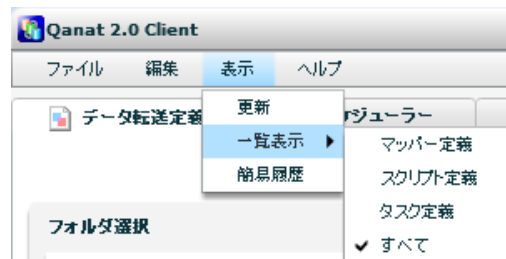 Qanat 2.0 Client
ファイル 編集 表示 ヘルプ
データ転送定義 ジューラー
更新
一覧表示
簡易履歴
マッパー定義
スクリプト定義
タスク定義
すべて
フォルダ選択